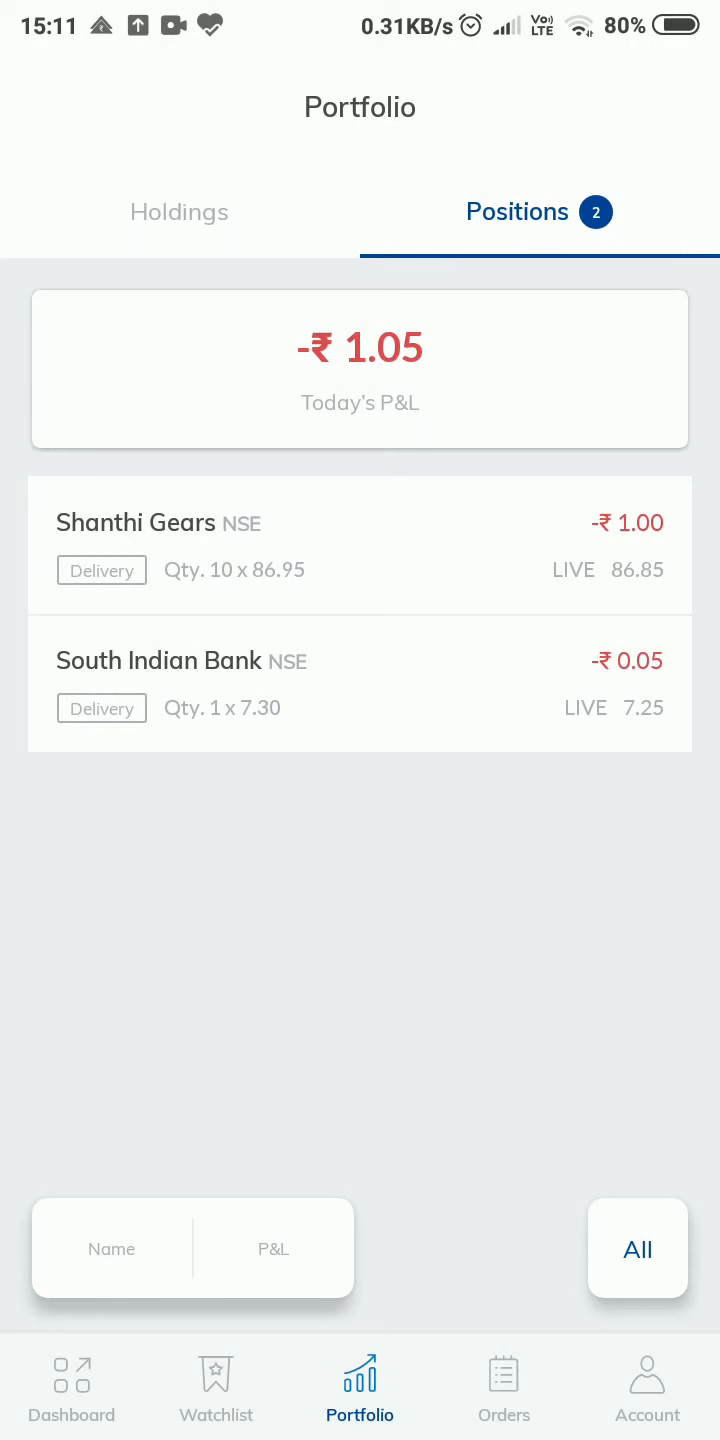 15:11 0.31KB/s Vo) LTE 80%
Portfolio
Holdings Positions 2
-₹ 1.05
Today's P&L
Shanthi Gears NSE -₹ 1.00
Delivery Qty. 10 x 86.95 LIVE 86.85
South Indian Bank NSE -₹ 0.05
Delivery Qty. 1 x 7.30 LIVE 7.25
Name P&L All
Dashboard Watchlist Portfolio Orders Account